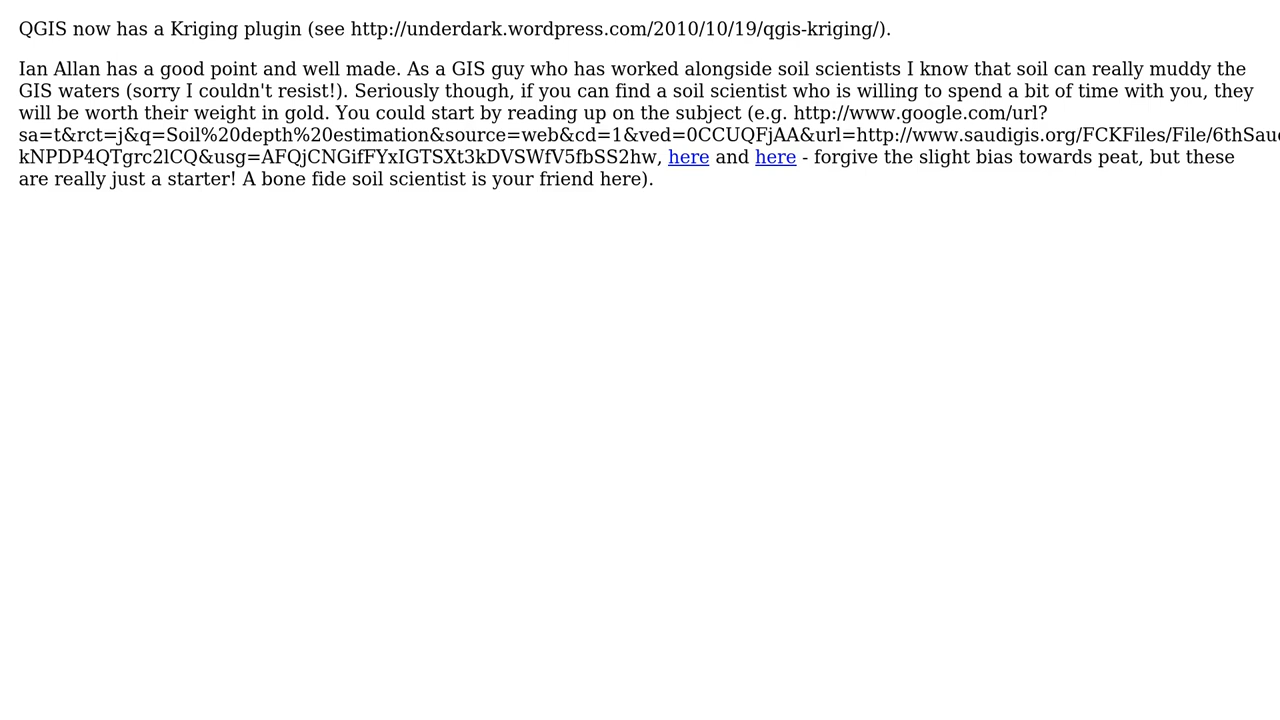 QGIS now has a Kriging plugin (see http://underdark.wordpress.com/2010/10/19/qgis-kriging/).
Ian Allan has a good point and well made. As a GIS guy who has worked alongside soil scientists I know that soil can really muddy the
GIS waters (sorry I couldn't resist!). Seriously though, if you can find a soil scientist who is willing to spend a bit of time with you, they
will be worth their weight in gold. You could start by reading up on the subject (e.g. http://www.google.com/url?
sa=t&rct=j&q=Soil%20depth%20estimation&source=web&cd=1&ved=0CCUQFjAA&url=http://www.saudigis.org/FCKFiles/File/6thSau
kNPDP4QTgrc2lCQ&usg=AFQjCNGifFYxIGTSXt3kDVSWfV5fbSS2hw, here and here - forgive the slight bias towards peat, but these
are really just a starter! A bone fide soil scientist is your friend here).